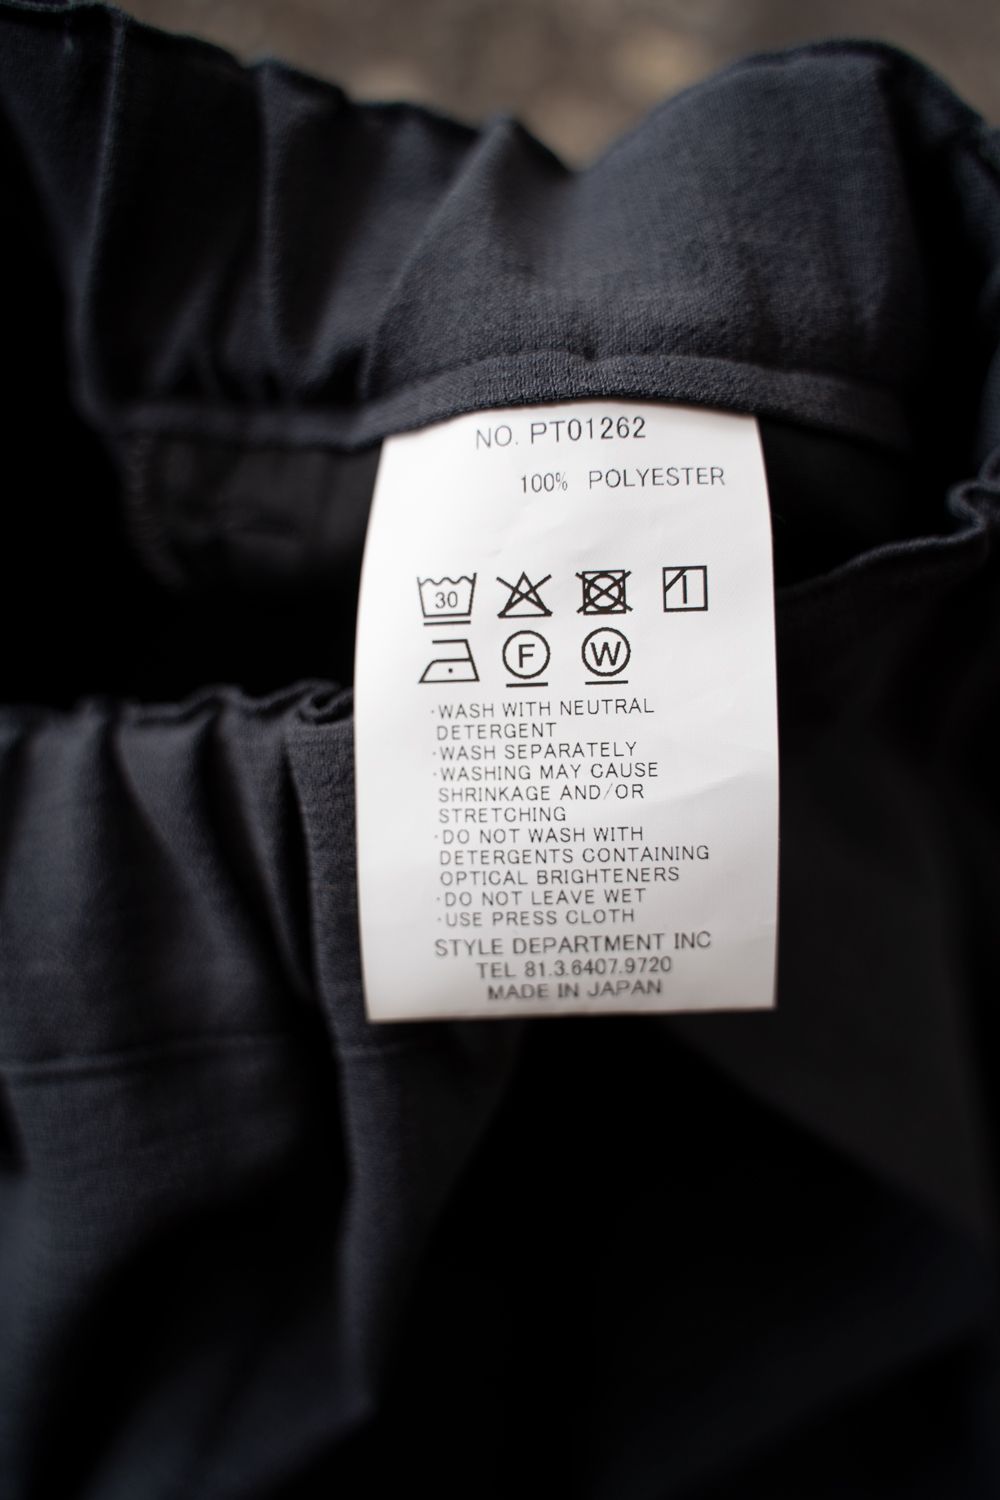 NO. PT01262
100% POLYESTER
30
F W
·WASH WITH NEUTRAL
DETERGENT
·WASH SEPARATELY
·WASHING MAY CAUSE
SHRINKAGE AND/OR
STRETCHING
·DO NOT WASH WITH
DETERGENTS CONTAINING
OPTICAL BRIGHTENERS
·DO NOT LEAVE WET
·USE PRESS CLOTH
STYLE DEPARTMENT INC
TEL 81.3.6407.9720
MADE IN JAPAN